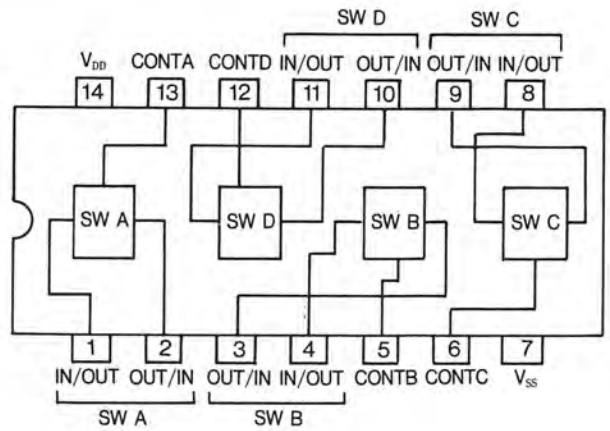 SW D SW C
V_DD CONTA CONTD IN/OUT OUT/IN OUT/IN IN/OUT
14 13 12 11 10 9 8
SW A SW D SW B SW C
1 2 3 4 5 6 7
IN/OUT OUT/IN OUT/IN IN/OUT CONTB CONTC V_SS
SW A SW B